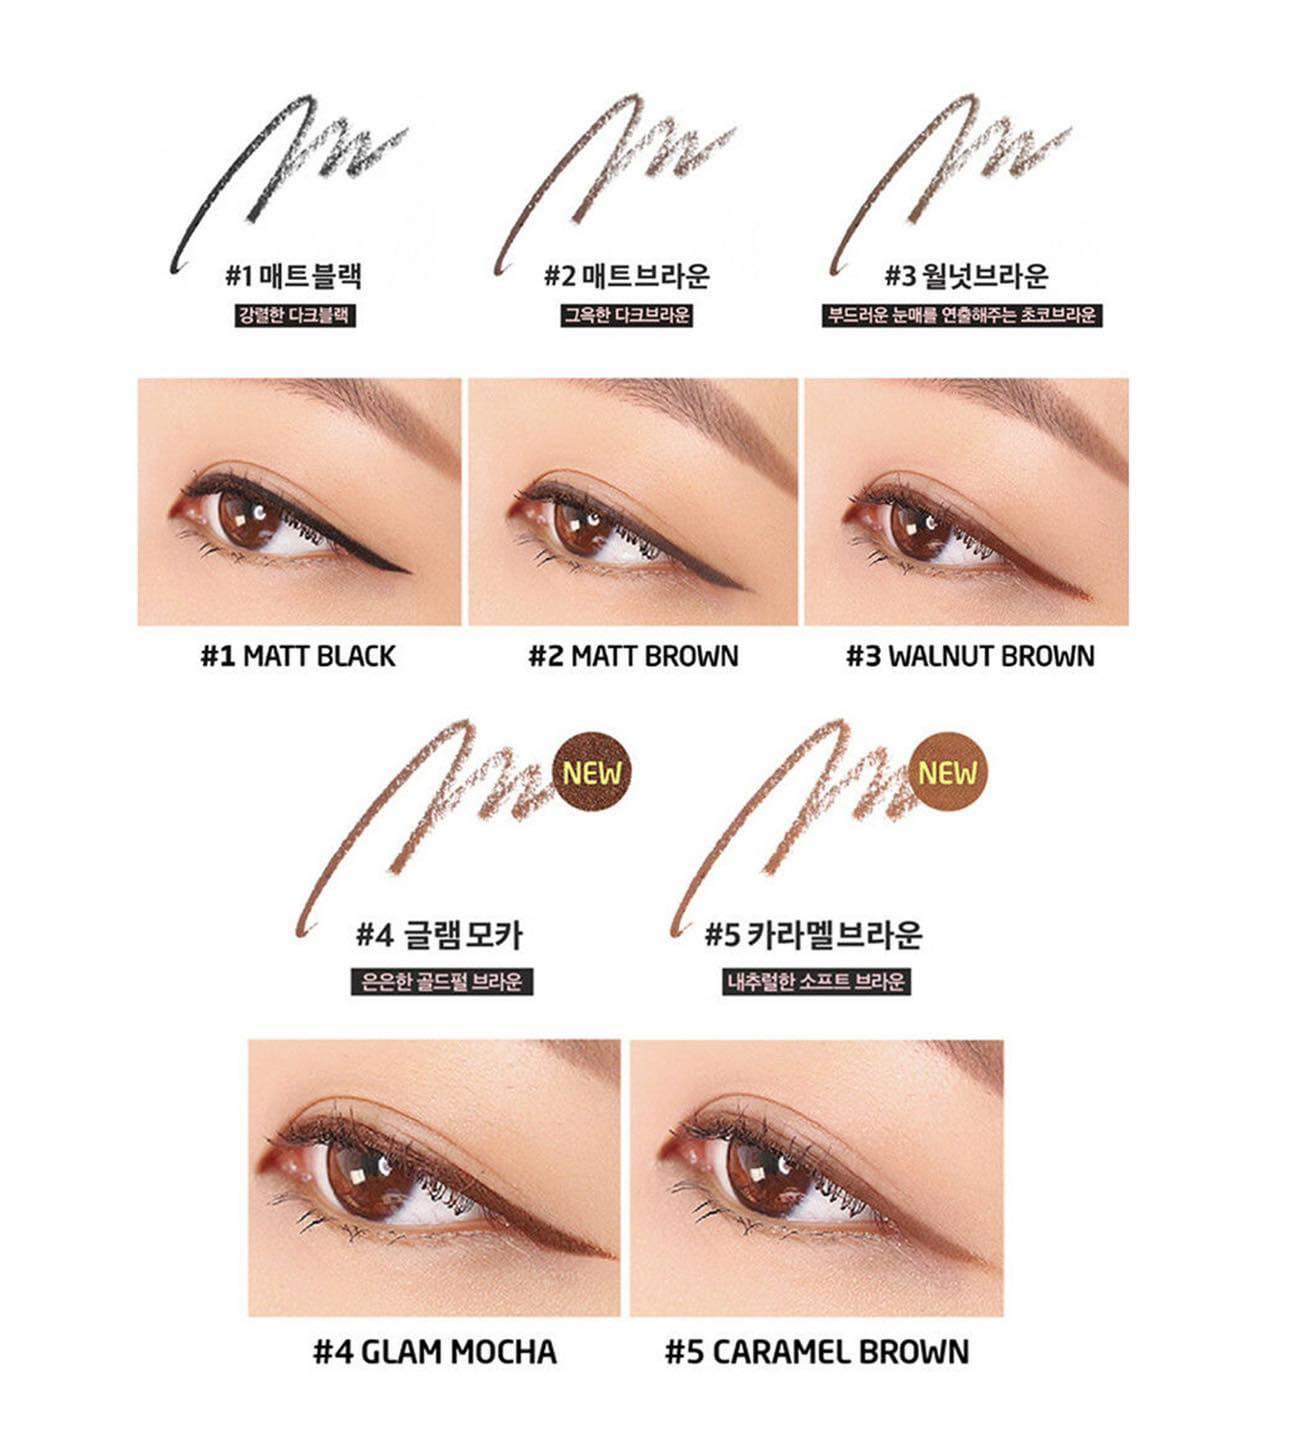 #1 매트블랙
강렬한 다크블랙
#2 매트브라운
그윽한 다크브라운
#3 월넛브라운
부드러운 눈매를 연출해주는 초코브라운
#1 MATT BLACK
#2 MATT BROWN
#3 WALNUT BROWN
NEW
#4 글램모카
은은한 골드펄 브라운
NEW
#5 카라멜브라운
내추럴한 소프트 브라운
#4 GLAM MOCHA
#5 CARAMEL BROWN